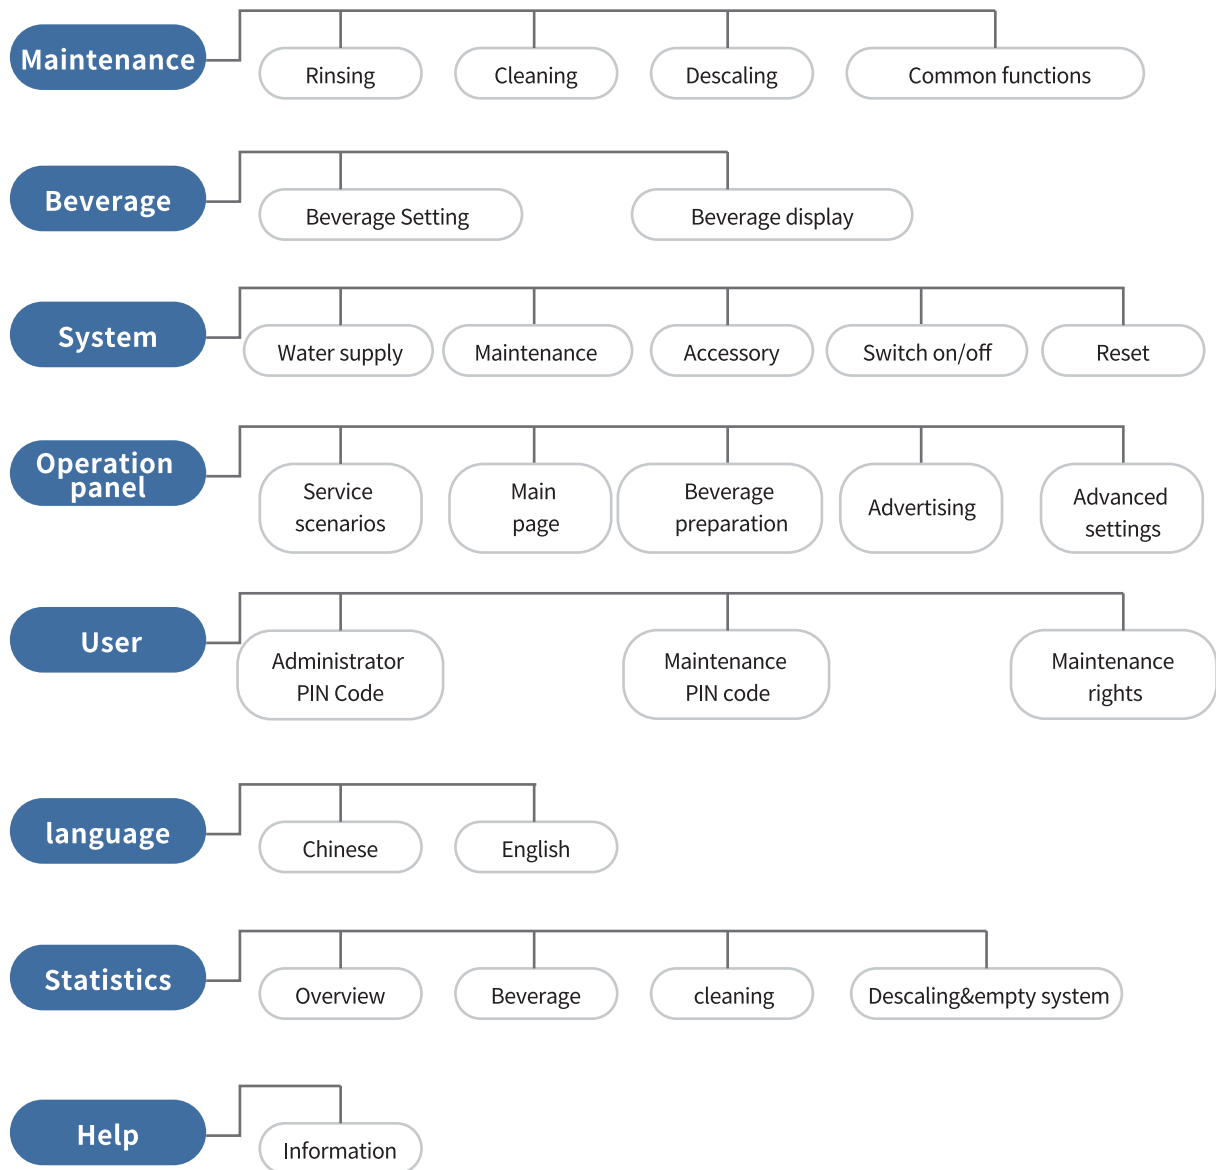 Maintenance
Rinsing
Cleaning
Descaling
Common functions
Beverage
Beverage Setting
Beverage display
System
Water supply
Maintenance
Accessory
Switch on/off
Reset
Operation
panel
Service
scenarios
Main
page
Beverage
preparation
Advertising
Advanced
settings
User
Administrator
PIN Code
Maintenance
PIN code
Maintenance
rights
language
Chinese
English
Statistics
Overview
Beverage
cleaning
Descaling&empty system
Help
Information